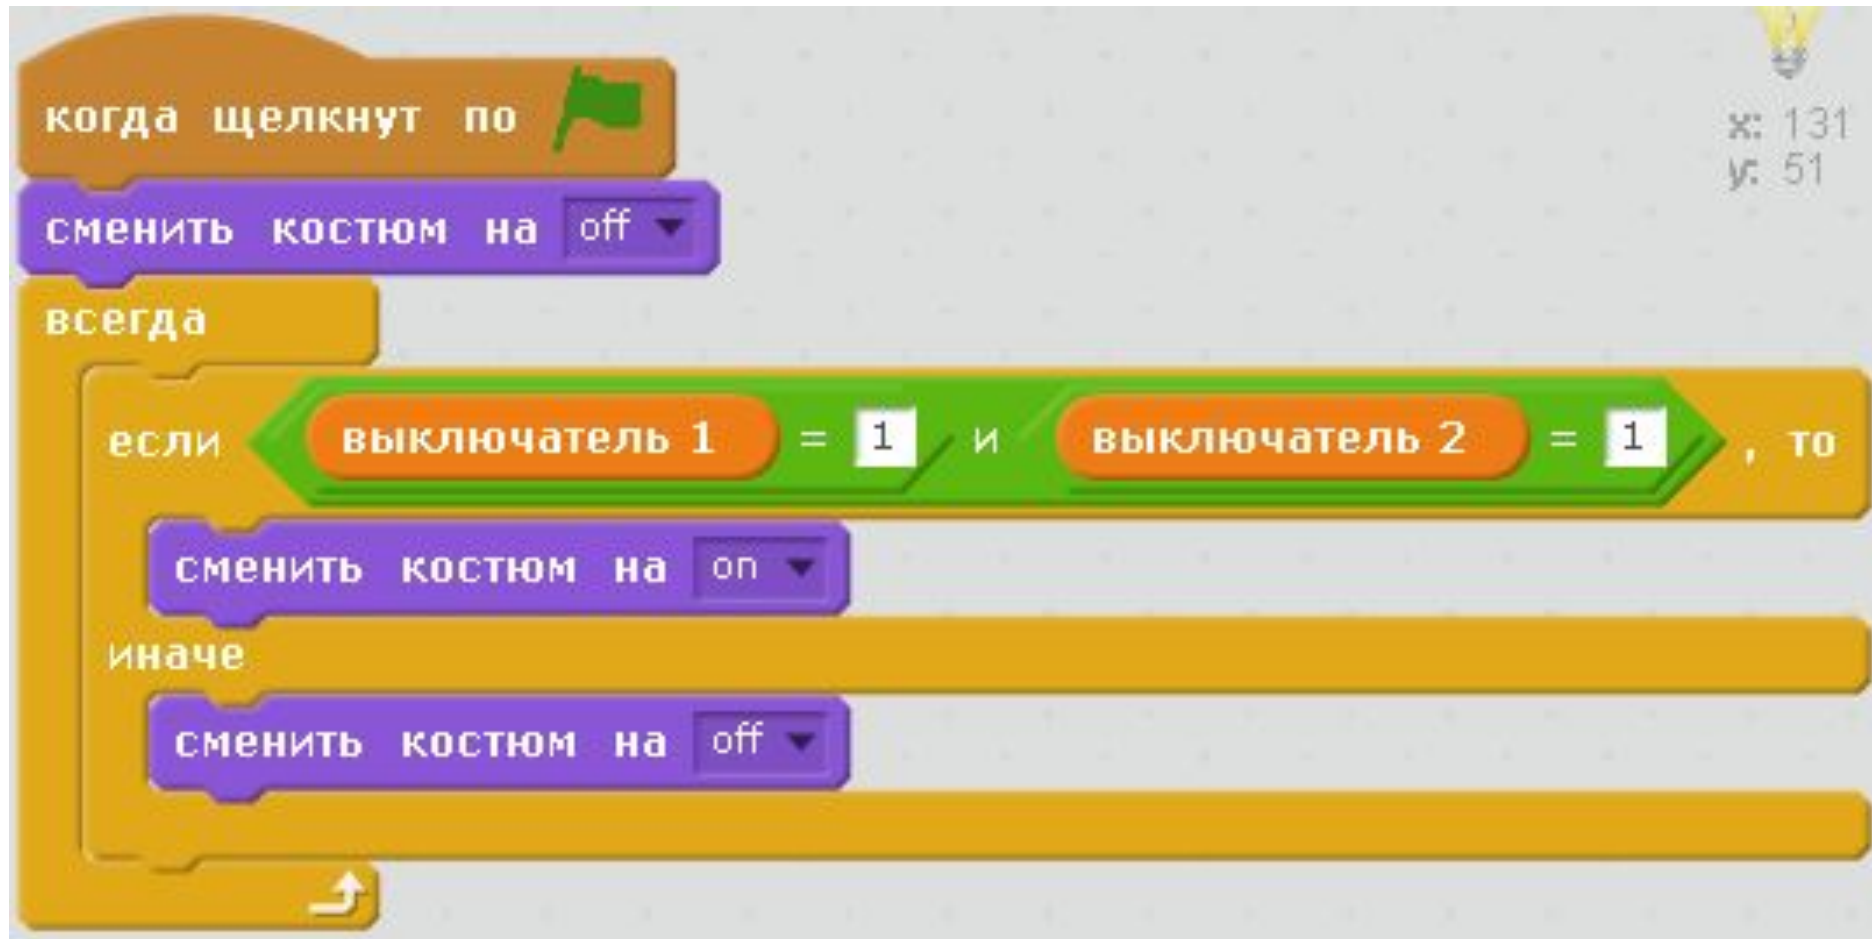 когда щелкнут по
x: 131
y: 51
сменить костюм на off
всегда
если выключатель 1 = 1 и выключатель 2 = 1 , то
сменить костюм на on
иначе
сменить костюм на off